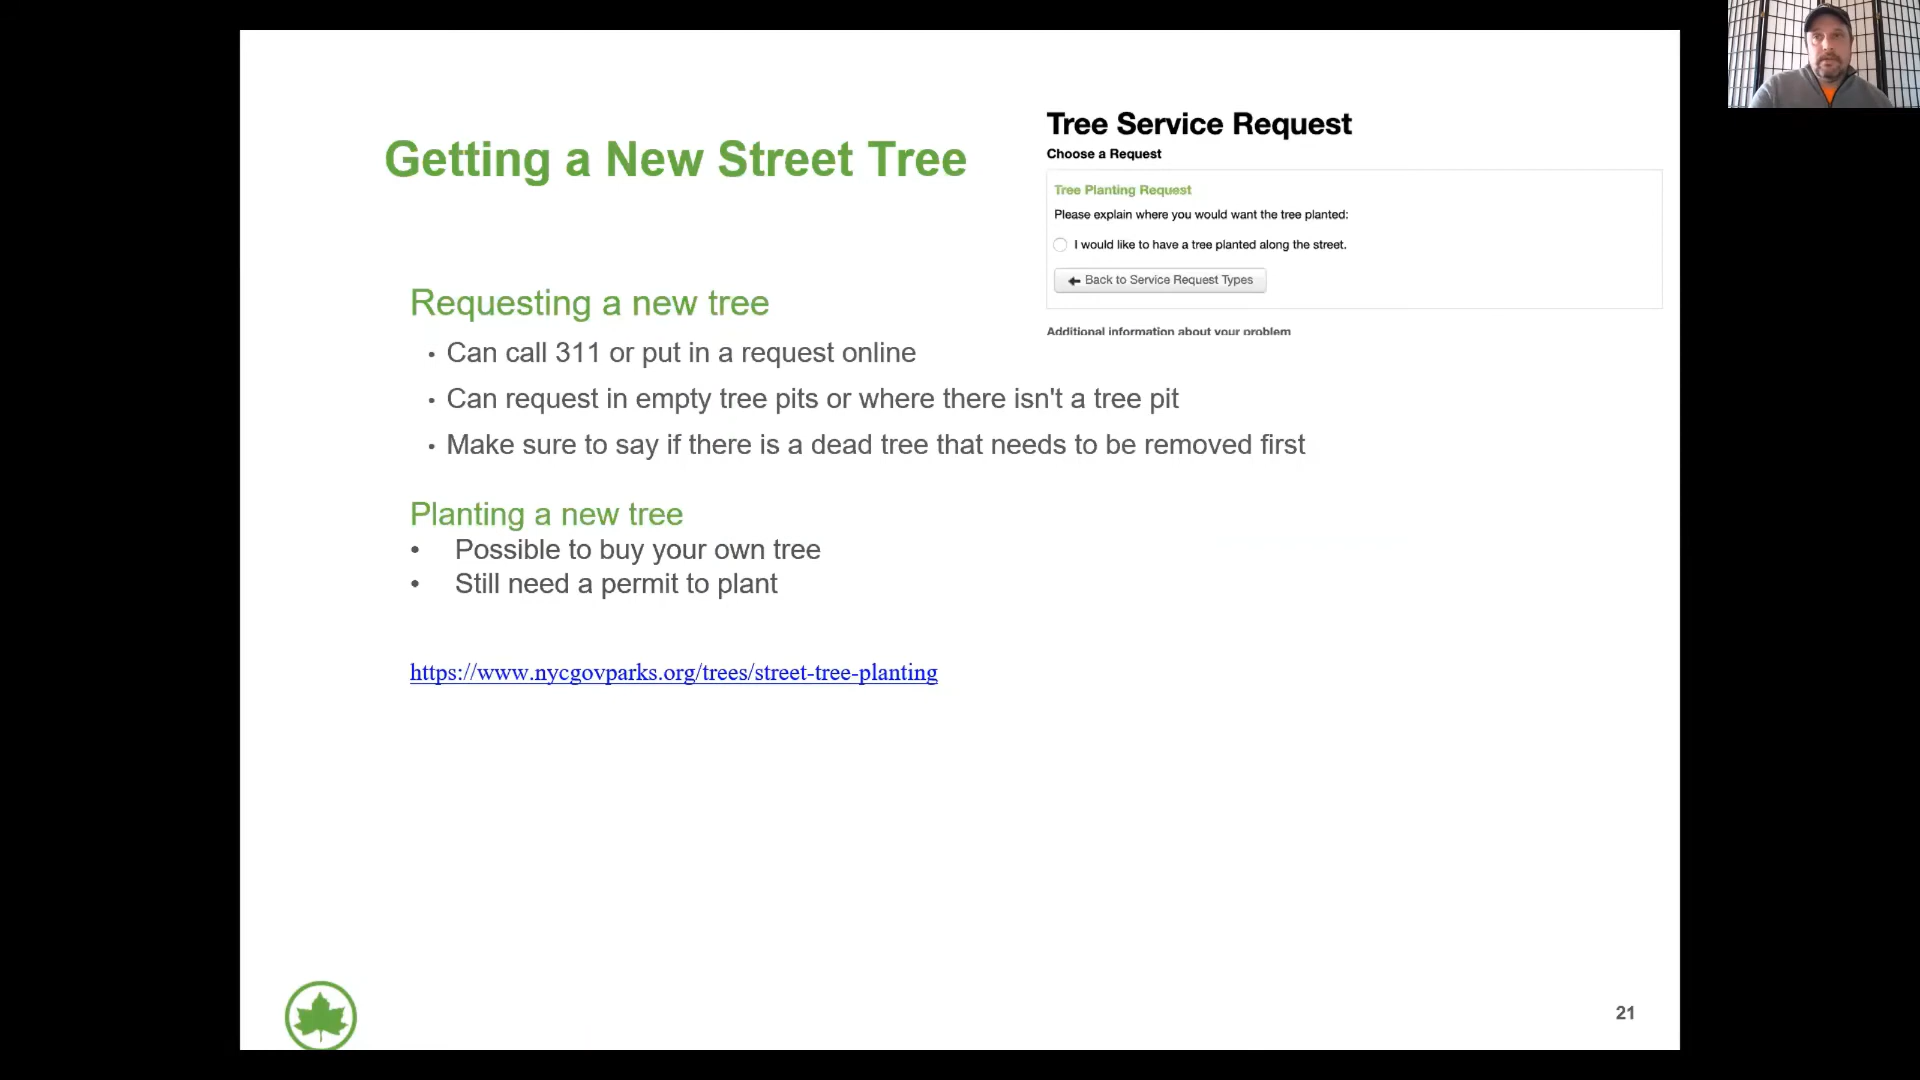 Getting a New Street Tree
Tree Service Request
Choose a Request
Tree Planting Request
Please explain where you would want the tree planted:
I would like to have a tree planted along the street.
Back to Service Request Types
Additional information about your problem
Requesting a new tree
• Can call 311 or put in a request online
• Can request in empty tree pits or where there isn't a tree pit
• Make sure to say if there is a dead tree that needs to be removed first
Planting a new tree
• Possible to buy your own tree
• Still need a permit to plant
https://www.nycgovparks.org/trees/street-tree-planting
21